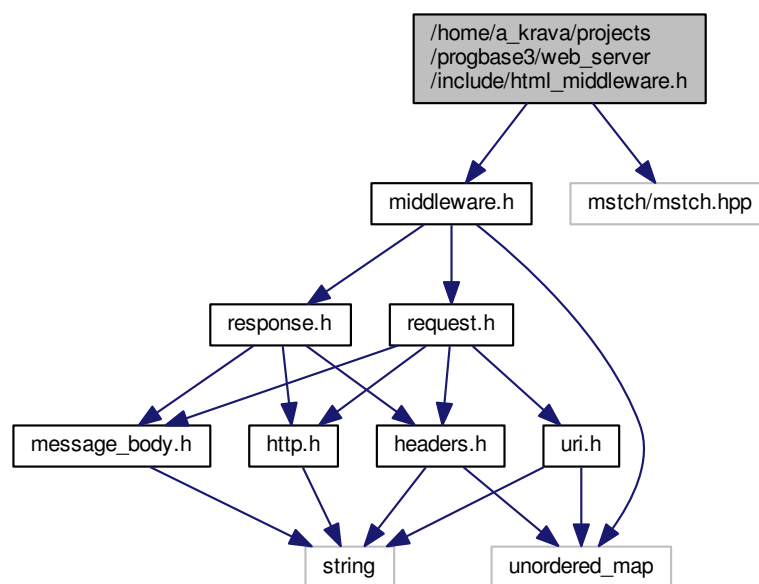 /home/a_krava/projects
/progbase3/web_server
/include/html_middleware.h
middleware.h
mstch/mstch.hpp
response.h
request.h
message_body.h
http.h
headers.h
uri.h
string
unordered_map